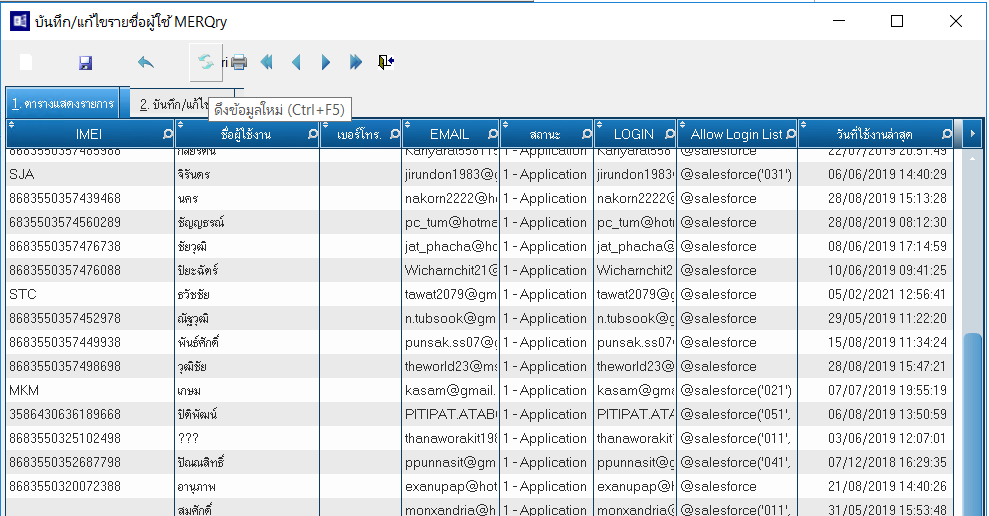 บันทึก/แก้ไขรายชื่อผู้ใช้ MERQry
ri
1. ตารางแสดงรายการ 2. บันทึก/แก้ไข
ดึงข้อมูลใหม่ (Ctrl+F5)
IMEI ชื่อผู้ใช้งาน เบอร์โทร. EMAIL สถานะ LOGIN Allow Login List วันที่ใช้งานล่าสุด
8683550357485988 กัลยรัตน์ Kanyarat558119 1 - Application Kanyarat558 @salesforce 22/07/2019 20:51:49
SJA จิรันดร jirundon1983@g 1 - Application jirundon1983 @salesforce('031') 06/06/2019 14:40:29
8683550357439468 นคร nakorn2222@ho 1 - Application nakorn2222@ @salesforce 28/08/2019 15:13:28
6835503574560289 ชัญญธรณ์ pc_tum@hotma 1 - Application pc_tum@hot @salesforce 28/08/2019 08:12:30
8683550357476738 ชัยวุฒิ jat_phacha@ho 1 - Application jat_phacha@ @salesforce 08/06/2019 17:14:59
8683550357476088 ปิยะฉัตร์ Wicharnchit21@ 1 - Application Wicharnchit2 @salesforce 10/06/2019 09:41:25
STC ธวัชชัย tawat2079@gm 1 - Application tawat2079@g @salesforce 05/02/2021 12:56:41
8683550357452978 ณัฐวุฒิ n.tubsook@gm 1 - Application n.tubsook@g @salesforce 29/05/2019 11:22:20
8683550357449938 พันธ์ศักดิ์ punsak.ss07@g 1 - Application punsak.ss07@ @salesforce 15/08/2019 11:34:24
8683550357498698 วุฒิชัย theworld23@ms 1 - Application theworld23@ @salesforce 28/08/2019 15:47:21
MKM เกษม kasam@gmail. 1 - Application kasam@gma @salesforce('021') 07/07/2019 19:55:19
3586430636189668 ปิติพัฒน์ PITIPAT.ATAB 1 - Application PITIPAT.ATA @salesforce('051', 06/08/2019 13:50:59
8683550325102498 ??? thanaworakit198 1 - Application thanaworakit @salesforce('011', 03/06/2019 12:07:01
8683550352687798 ปัณณสิทธิ์ ppunnasit@gm 1 - Application ppunnasit@g @salesforce('041', 07/12/2018 16:29:35
8683550320072388 อานุภาพ exanupap@hot 1 - Application exanupap@h @salesforce 21/08/2019 14:40:26
สมศักดิ์ monxandria@h 1 - Application monxandria@ @salesforce('011', 31/05/2019 15:53:48